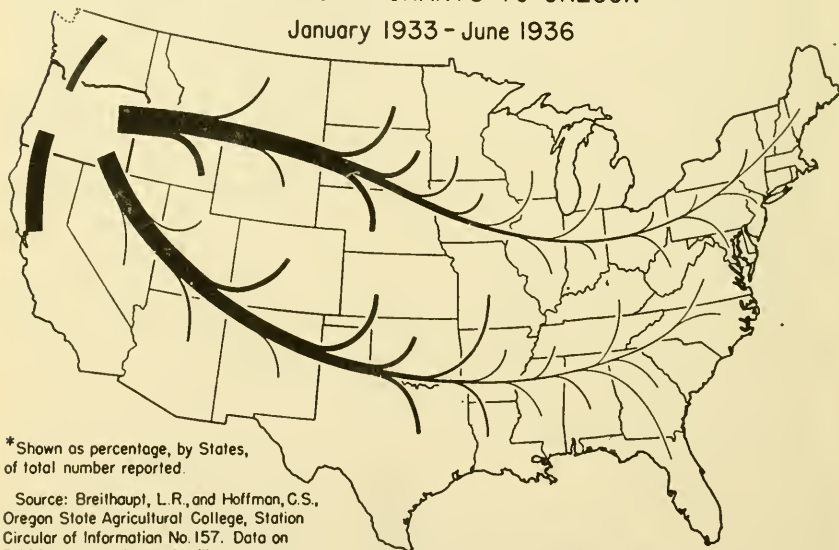 January 1933 - June 1936
*Shown as percentage, by States,
of total number reported.
Source: Breithaupt, L.R., and Hoffman, C.S.,
Oregon State Agricultural College, Station
Circular of Information No. 157. Data on